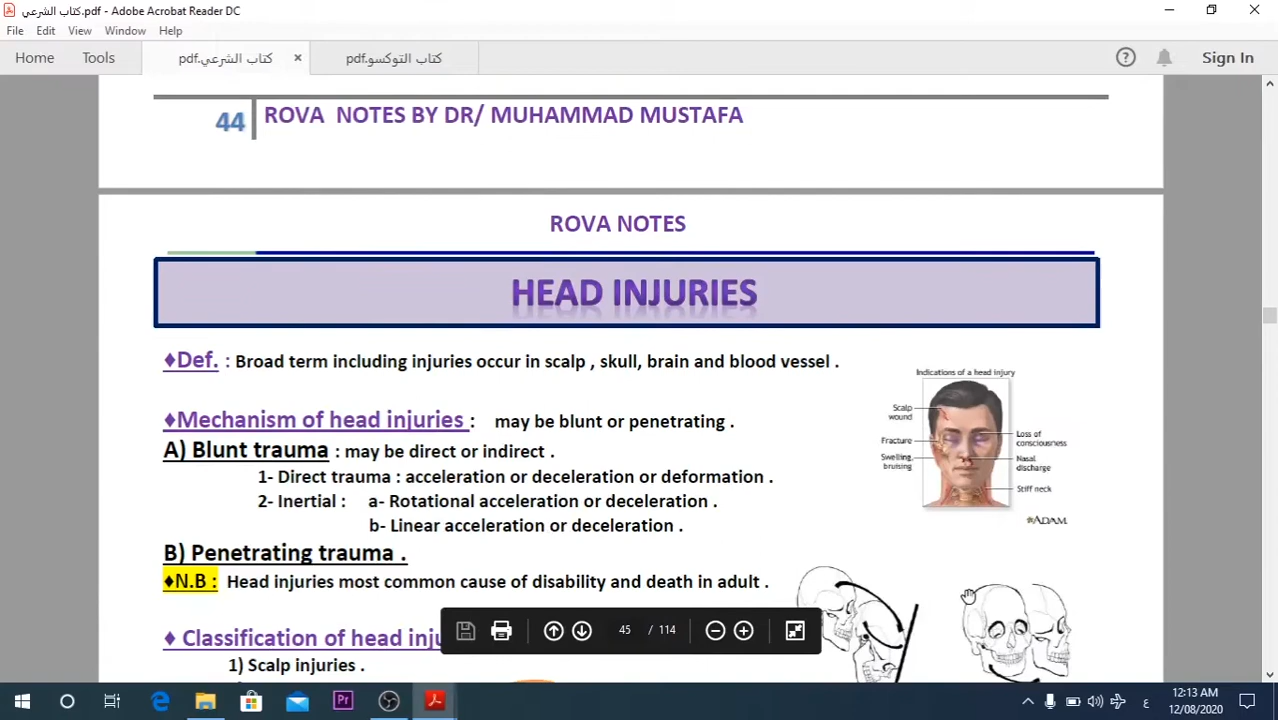 كتاب الشرعي.pdf - Adobe Acrobat Reader DC
File Edit View Window Help
Home Tools كتاب الشرعي.pdf × كتاب التوكسو.pdf Sign In
44 ROVA NOTES BY DR/ MUHAMMAD MUSTAFA
ROVA NOTES
HEAD INJURIES
♦Def. : Broad term including injuries occur in scalp , skull, brain and blood vessel .
Indications of a head injury
Scalp wound
Fracture
Swelling, bruising
Loss of consciousness
Nasal discharge
Stiff neck
ADAM
♦Mechanism of head injuries : may be blunt or penetrating .
A) Blunt trauma : may be direct or indirect .
1- Direct trauma : acceleration or deceleration or deformation .
2- Inertial : a- Rotational acceleration or deceleration .
b- Linear acceleration or deceleration .
B) Penetrating trauma .
♦N.B : Head injuries most common cause of disability and death in adult .
♦ Classification of head inju
1) Scalp injuries .
45 / 114
Pr
ع
12:13 AM
12/08/2020